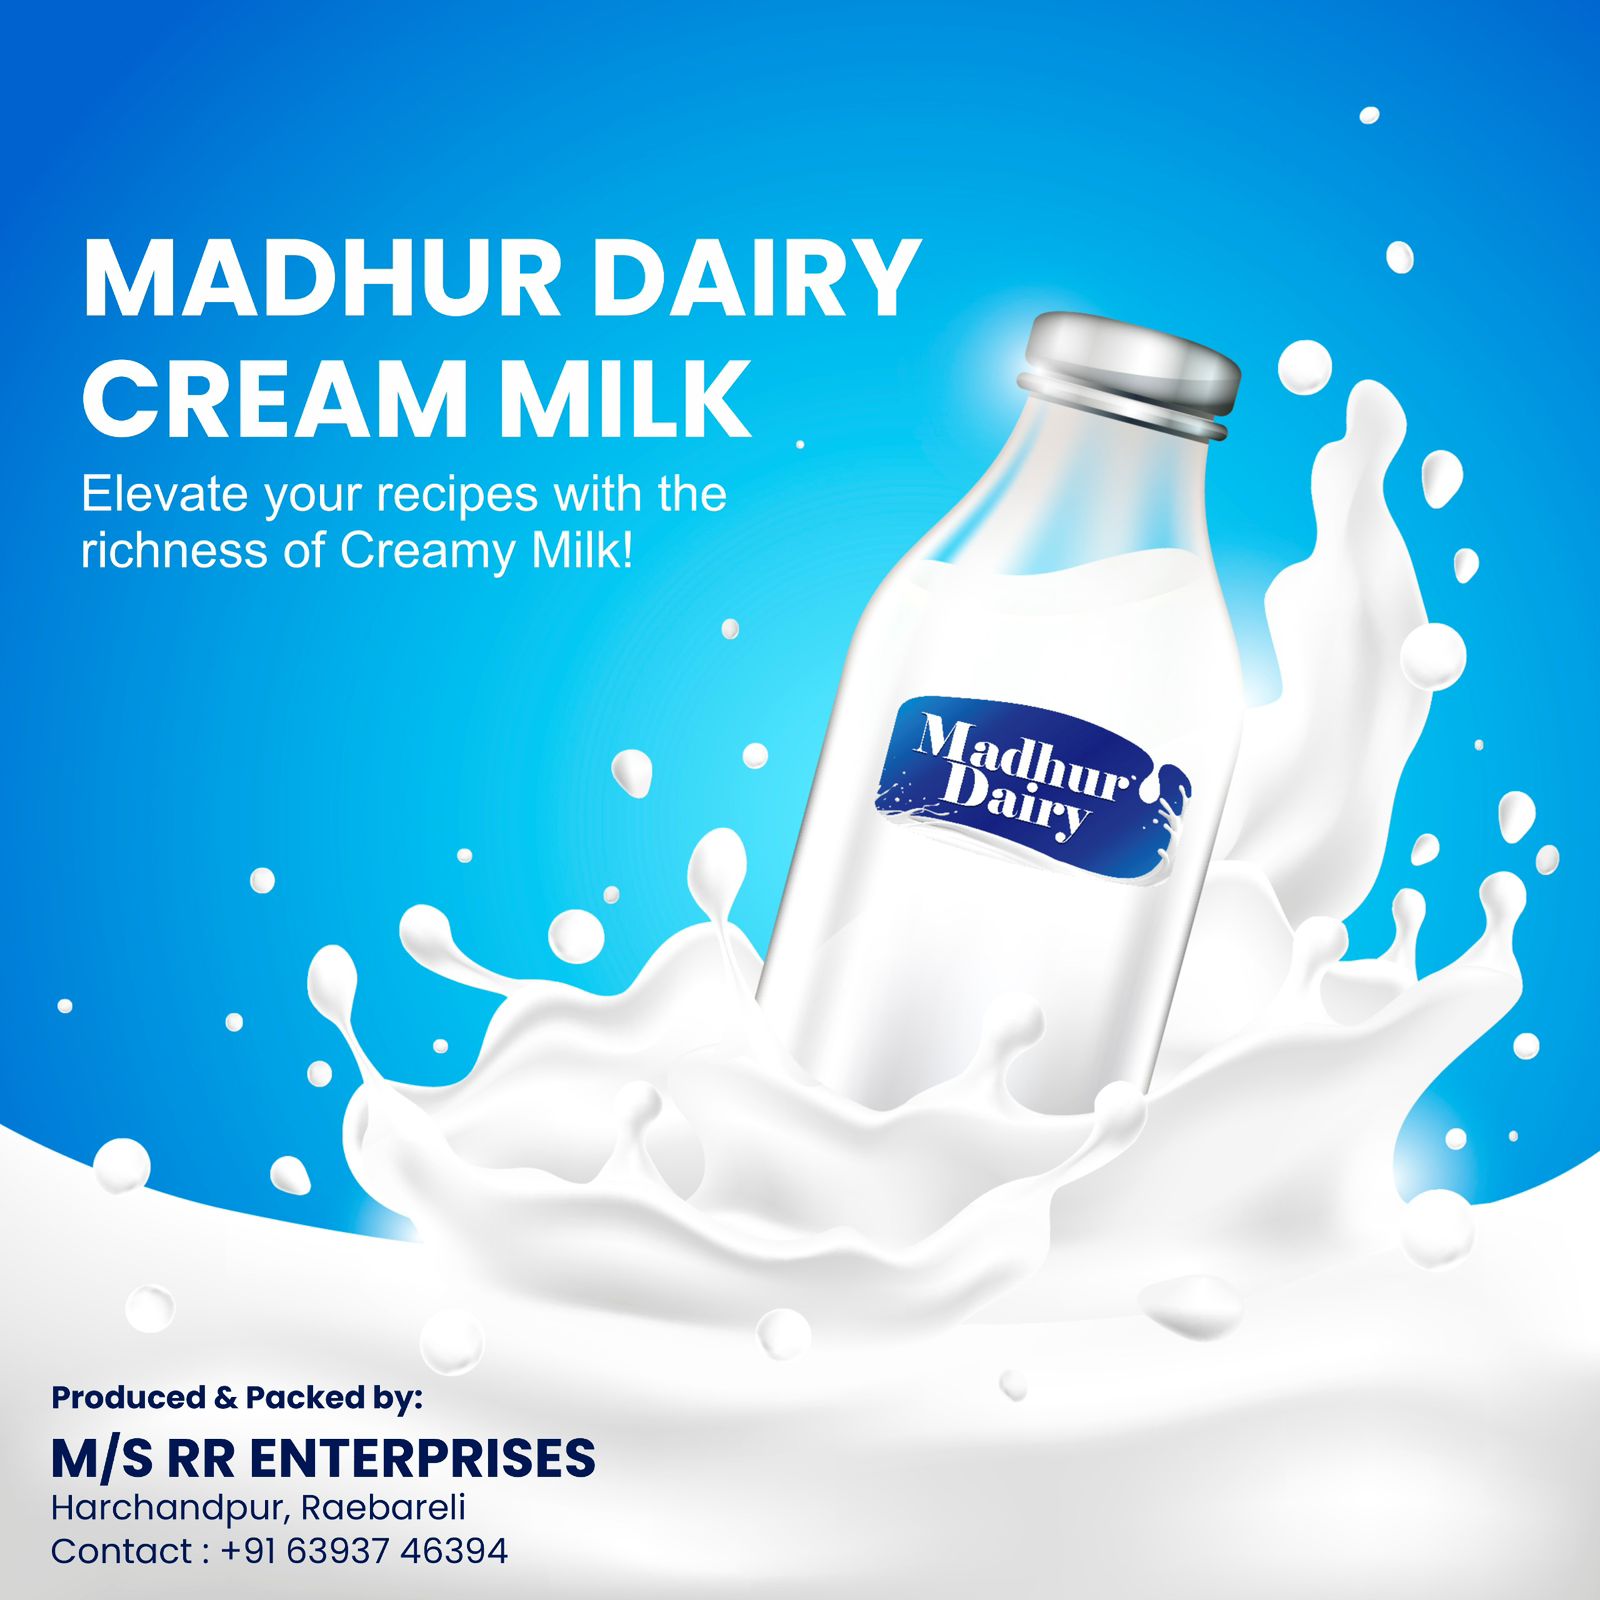 MADHUR DAIRY
CREAM MILK
Elevate your recipes with the
richness of Creamy Milk!
Madhur
Dairy
Produced & Packed by:
M/S RR ENTERPRISES
Harchandpur, Raebareli
Contact : +91 63937 46394